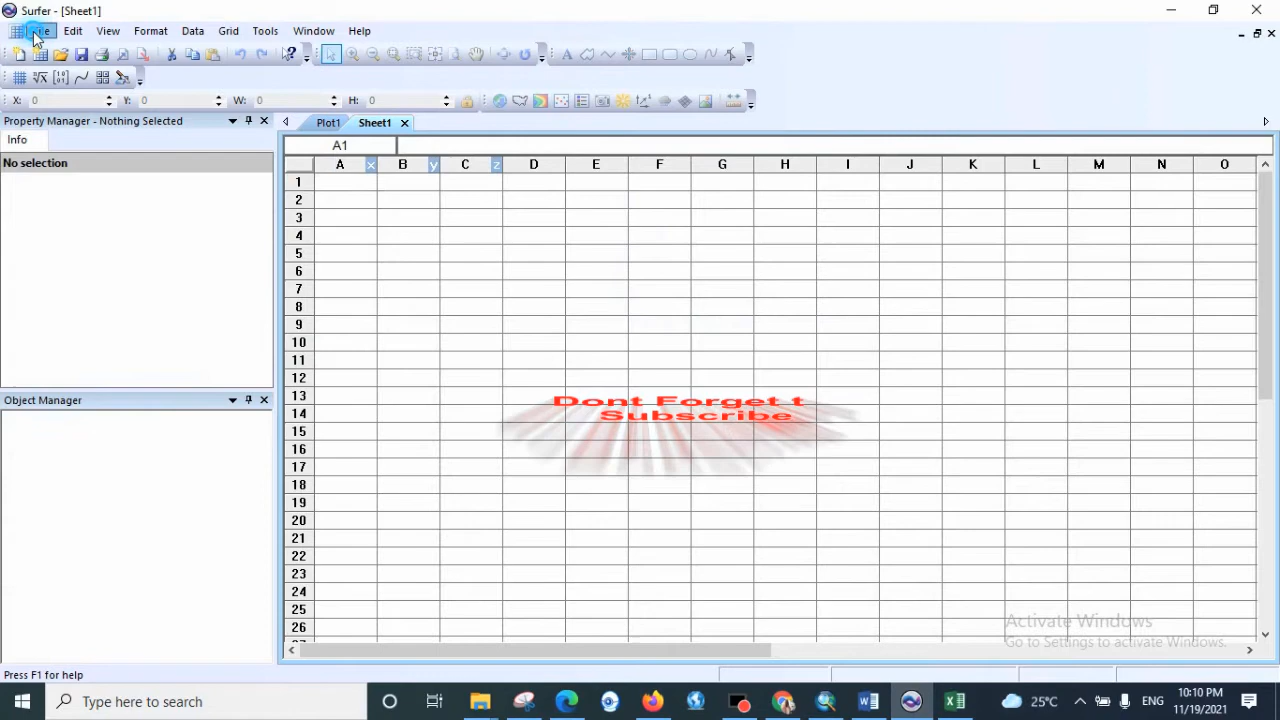 Surfer - [Sheet1]
File Edit View Format Data Grid Tools Window Help
X: 0 Y: 0 W: 0 H: 0
Property Manager - Nothing Selected
Info
No selection
Object Manager
Plot1 Sheet1
A1
A x B y C z D E F G H I J K L M N O
1
2
3
4
5
6
7
8
9
10
11
12
13
14
15
16
17
18
19
20
21
22
23
24
25
26
Dont Forget t
Subscribe
Activate Windows
Go to Settings to activate Windows.
Press F1 for help
Type here to search
25°C ENG
10:10 PM
11/19/2021